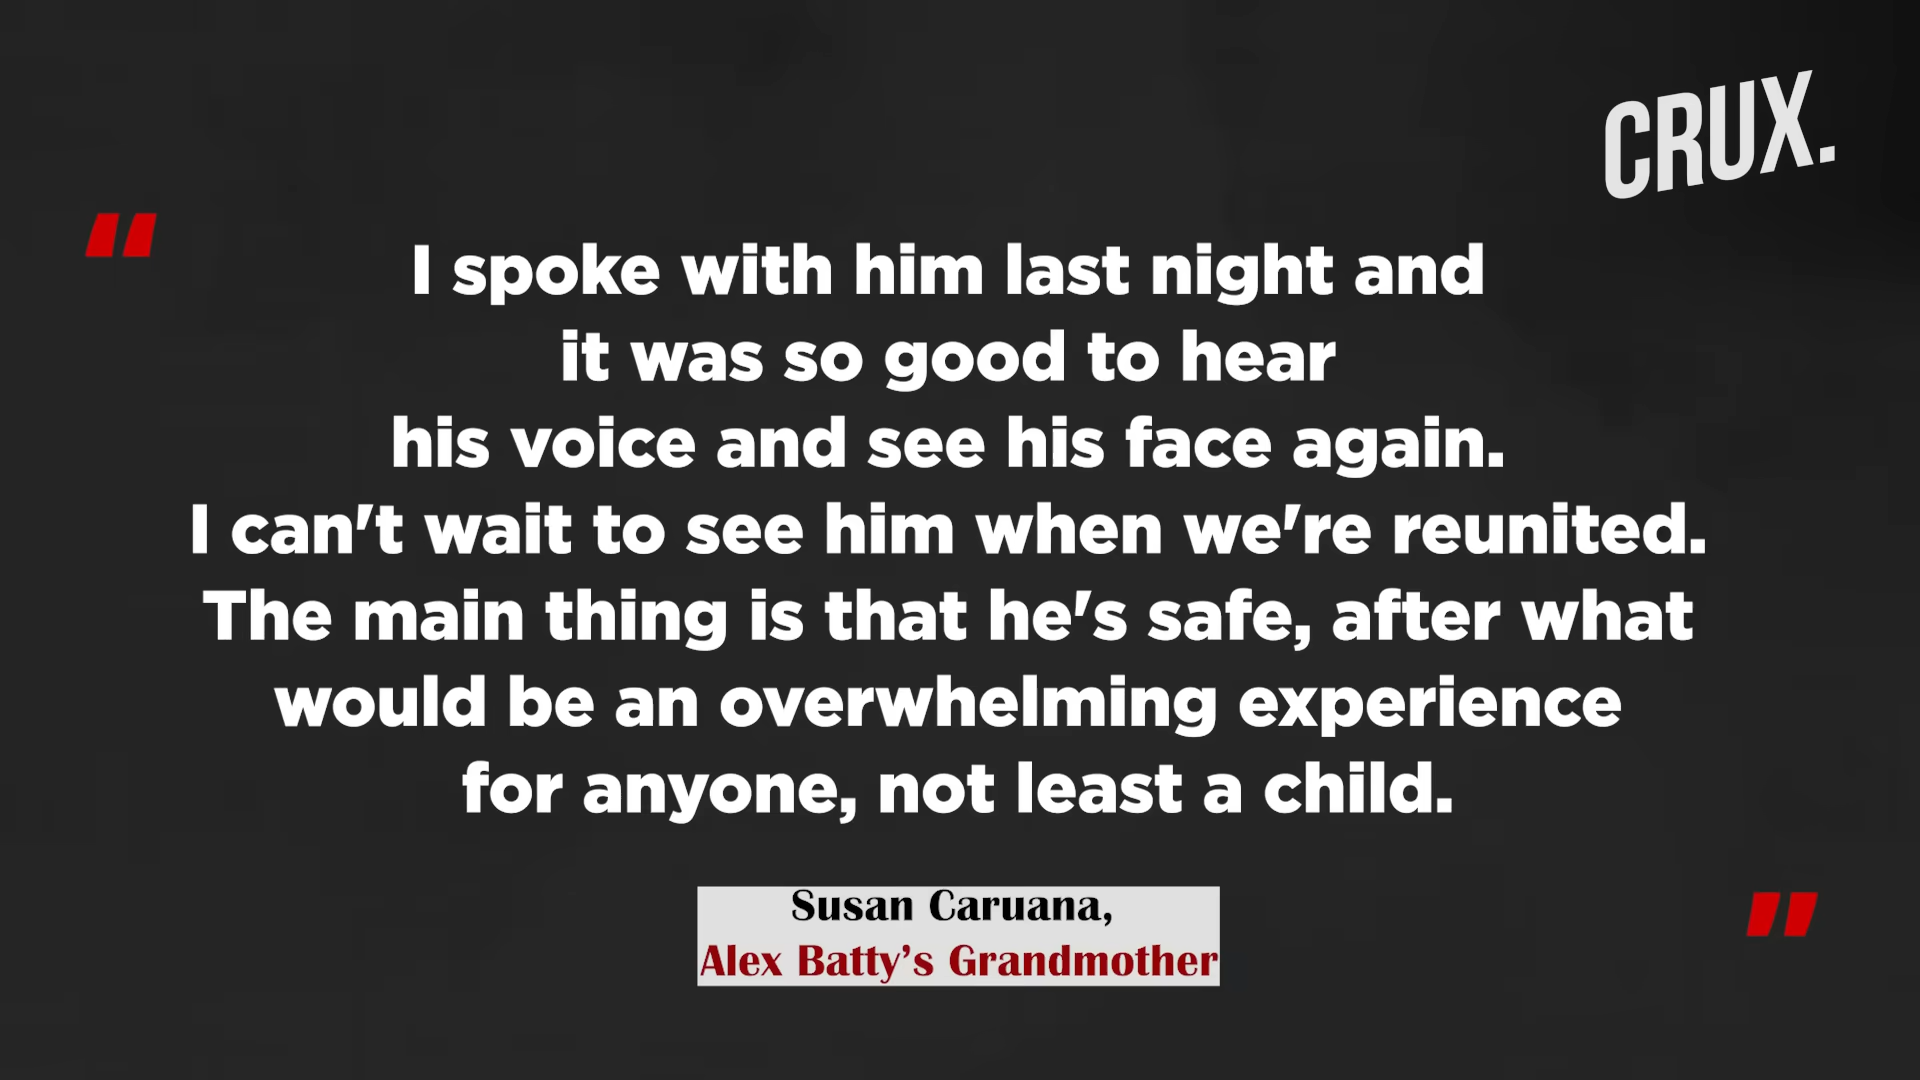 CRUX.
“
I spoke with him last night and
it was so good to hear
his voice and see his face again.
I can't wait to see him when we're reunited.
The main thing is that he's safe, after what
would be an overwhelming experience
for anyone, not least a child.
Susan Caruana,
Alex Batty’s Grandmother
”